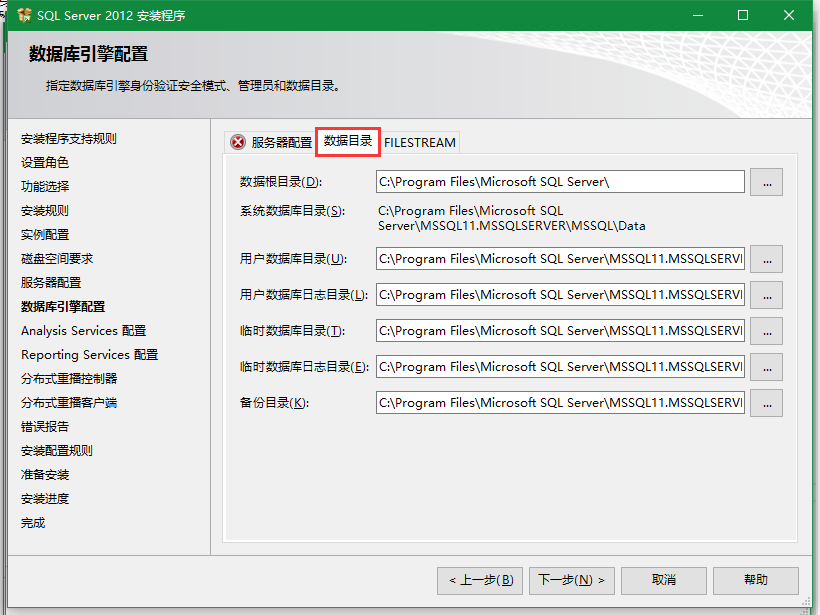 SQL Server 2012 安装程序
数据库引擎配置
指定数据库引擎身份验证安全模式、管理员和数据目录。
安装程序支持规则
设置角色
功能选择
安装规则
实例配置
磁盘空间要求
服务器配置
数据库引擎配置
Analysis Services 配置
Reporting Services 配置
分布式重播控制器
分布式重播客户端
错误报告
安装配置规则
准备安装
安装进度
完成
服务器配置 数据目录 FILESTREAM
数据根目录(D): C:\Program Files\Microsoft SQL Server\ ...
系统数据库目录(S): C:\Program Files\Microsoft SQL
Server\MSSQL11.MSSQLSERVER\MSSQL\Data
用户数据库目录(U): C:\Program Files\Microsoft SQL Server\MSSQL11.MSSQLSERVI ...
用户数据库日志目录(L): C:\Program Files\Microsoft SQL Server\MSSQL11.MSSQLSERVI ...
临时数据库目录(T): C:\Program Files\Microsoft SQL Server\MSSQL11.MSSQLSERVI ...
临时数据库日志目录(E): C:\Program Files\Microsoft SQL Server\MSSQL11.MSSQLSERVI ...
备份目录(K): C:\Program Files\Microsoft SQL Server\MSSQL11.MSSQLSERVI ...
< 上一步(B) 下一步(N) > 取消 帮助